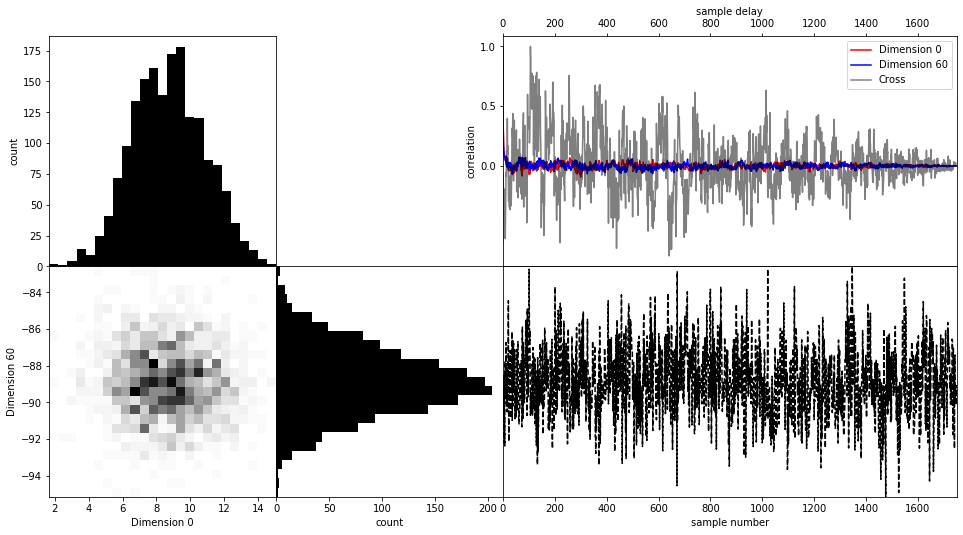 sample delay
0 200 400 600 800 1000 1200 1400 1600
175
150
125
100
75
50
25
0
count
1.0
0.5
0.0
correlation
Dimension 0
Dimension 60
Cross
−84
−86
−88
−90
−92
−94
Dimension 60
2 4 6 8 10 12 14
Dimension 0
0 50 100 150 200
count
0 200 400 600 800 1000 1200 1400 1600
sample number